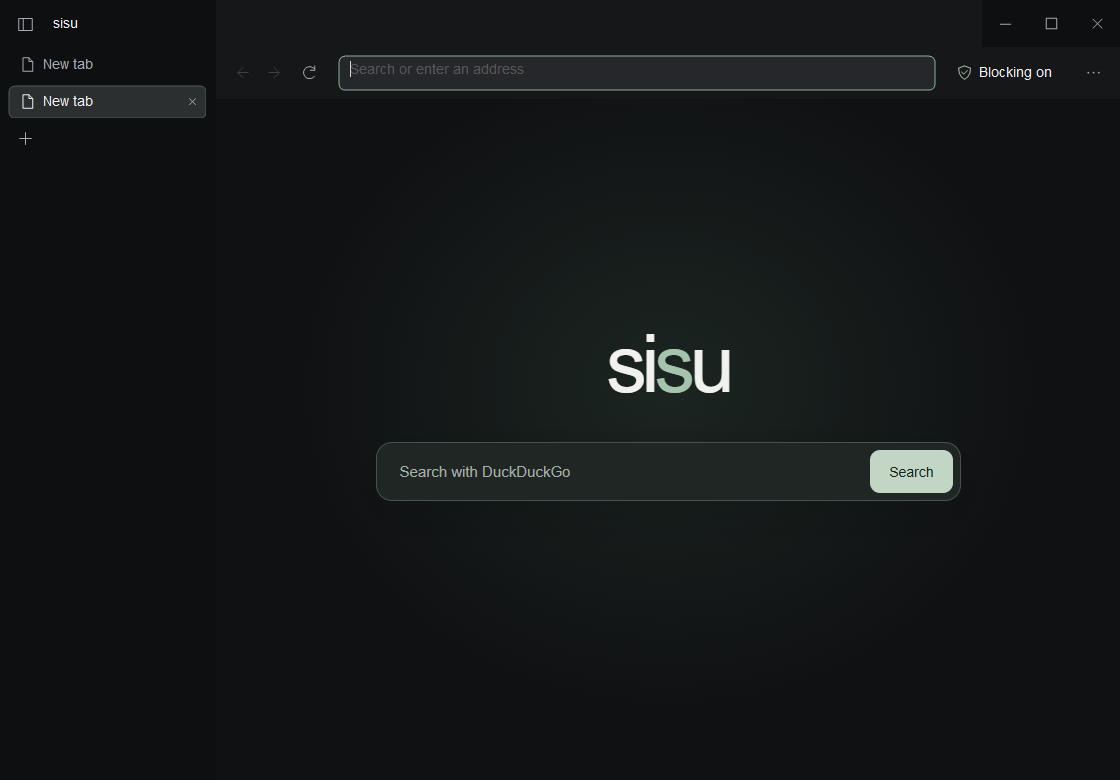 sisu
New tab
New tab
Search or enter an address
Blocking on
sisu
Search with DuckDuckGo
Search